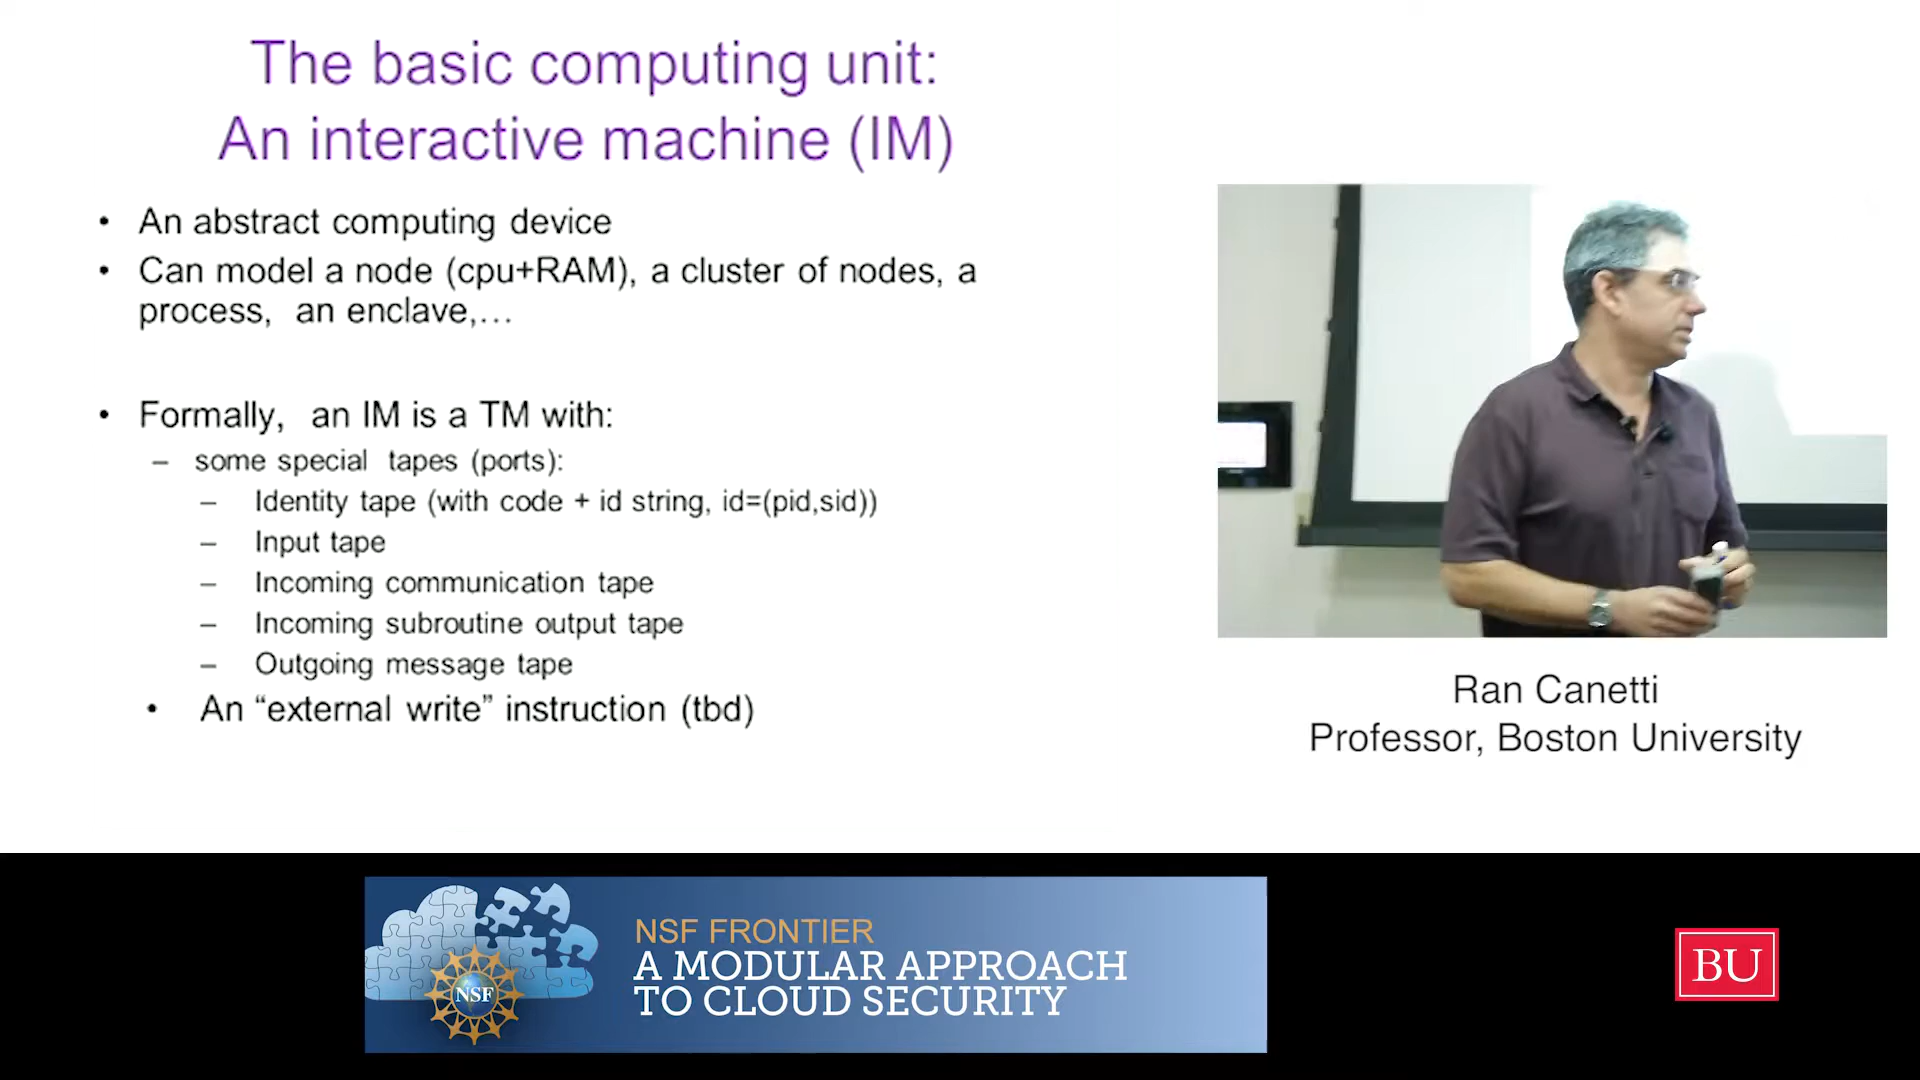 The basic computing unit:
An interactive machine (IM)
• An abstract computing device
• Can model a node (cpu+RAM), a cluster of nodes, a
process, an enclave,…
• Formally, an IM is a TM with:
– some special tapes (ports):
– Identity tape (with code + id string, id=(pid,sid))
– Input tape
– Incoming communication tape
– Incoming subroutine output tape
– Outgoing message tape
• An “external write” instruction (tbd)
Ran Canetti
Professor, Boston University
NSF
NSF FRONTIER
A MODULAR APPROACH
TO CLOUD SECURITY
BU